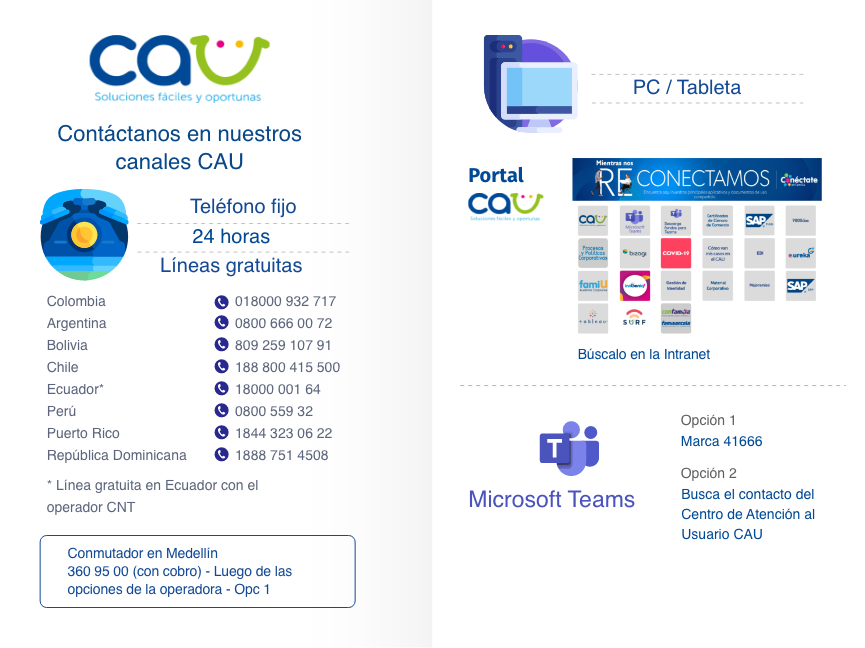 cau
Soluciones fáciles y oportunas
Contáctanos en nuestros
canales CAU
Teléfono fijo
24 horas
Líneas gratuitas
Colombia 018000 932 717
Argentina 0800 666 00 72
Bolivia 809 259 107 91
Chile 188 800 415 500
Ecuador* 18000 001 64
Perú 0800 559 32
Puerto Rico 1844 323 06 22
República Dominicana 1888 751 4508
* Línea gratuita en Ecuador con el
operador CNT
Conmutador en Medellín
360 95 00 (con cobro) - Luego de las
opciones de la operadora - Opc 1
PC / Tableta
Portal
cau
Soluciones fáciles y oportunas
Mientras nos
RECONECTAMOS
Conéctate
cau
Microsoft
Teams
Descarga
fondos para
Teams
Certificados
de Cámara
de Comercio
SAP
Procesos
y Políticas
Corporativas
bizagi
COVID-19
Cómo van
mis casos en
el CAU
EDI
eureka
famiU
Gestión de
Identidad
Material
Corporativo
SAP
tableau
SURF
comfamilia
Búscalo en la Intranet
T
Microsoft Teams
Opción 1
Marca 41666
Opción 2
Busca el contacto del
Centro de Atención al
Usuario CAU